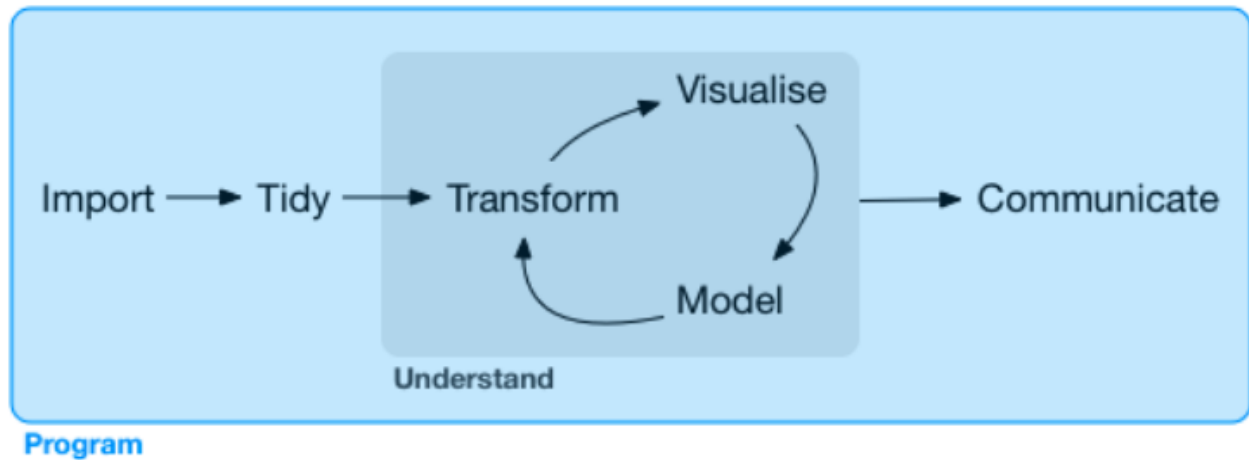 Visualise
Import Tidy Transform Communicate
Model
Understand
Program